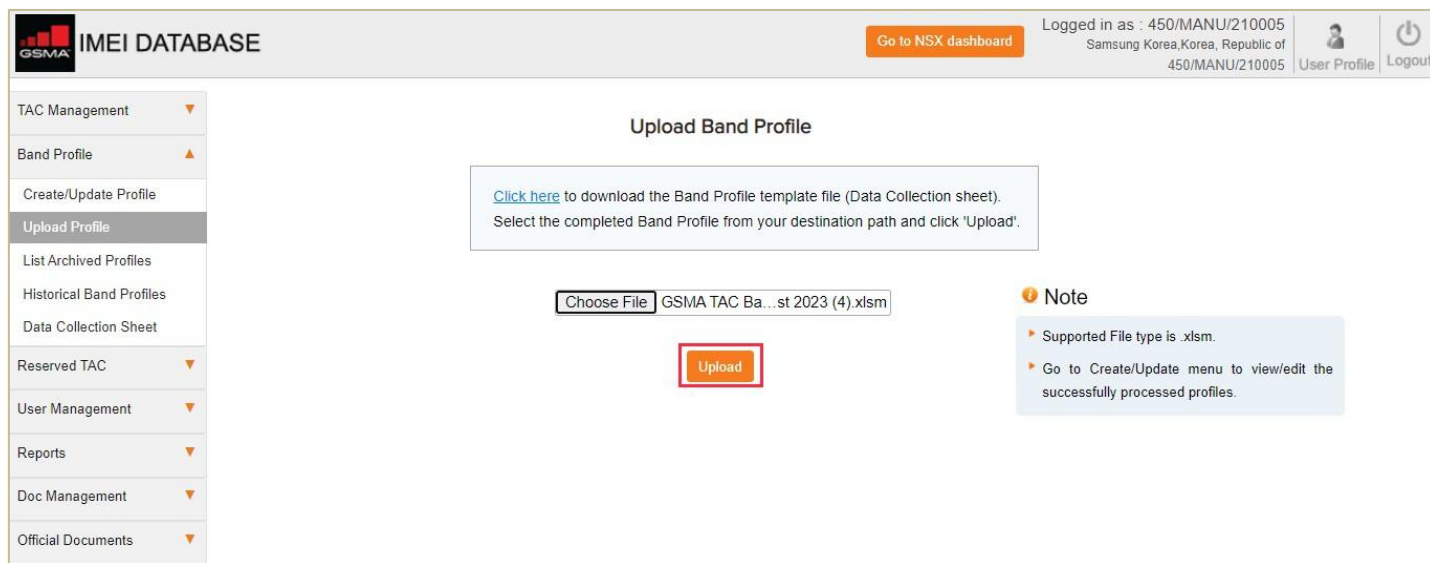 GSMA
IMEI DATABASE
Go to NSX dashboard
Logged in as : 450/MANU/210005
Samsung Korea,Korea, Republic of
450/MANU/210005
User Profile
Logout
TAC Management
Band Profile
Create/Update Profile
Upload Profile
List Archived Profiles
Historical Band Profiles
Data Collection Sheet
Reserved TAC
User Management
Reports
Doc Management
Official Documents
Upload Band Profile
Click here to download the Band Profile template file (Data Collection sheet).
Select the completed Band Profile from your destination path and click 'Upload'.
Choose File GSMA TAC Ba...st 2023 (4).xlsm
Upload
Note
Supported File type is .xlsm.
Go to Create/Update menu to view/edit the
successfully processed profiles.